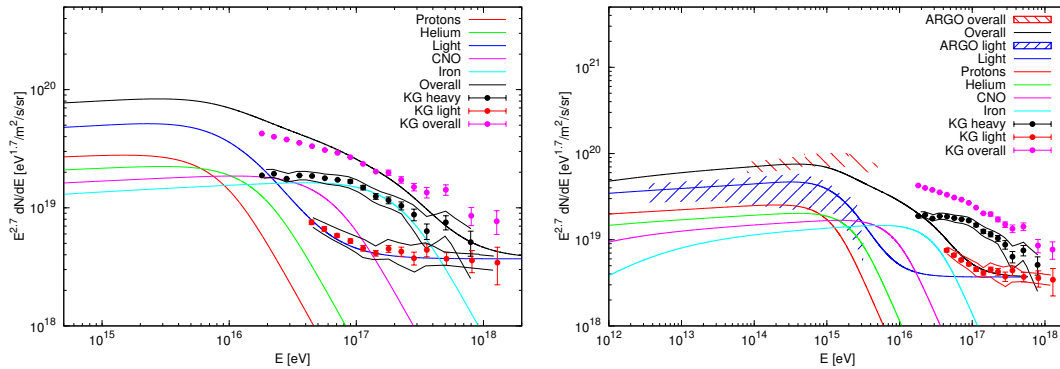 Protons
Helium
Light
CNO
Iron
Overall
KG heavy
KG light
KG overall
10^20
10^19
10^18
E^2.7 dN/dE [eV^1.7/m^2/s/sr]
10^15
10^16
10^17
10^18
E [eV]
ARGO overall
Overall
ARGO light
Light
Protons
Helium
CNO
Iron
KG heavy
KG light
KG overall
10^21
10^20
10^19
10^18
E^2.7 dN/dE [eV^1.7/m^2/s/sr]
10^12
10^13
10^14
10^15
10^16
10^17
10^18
E [eV]